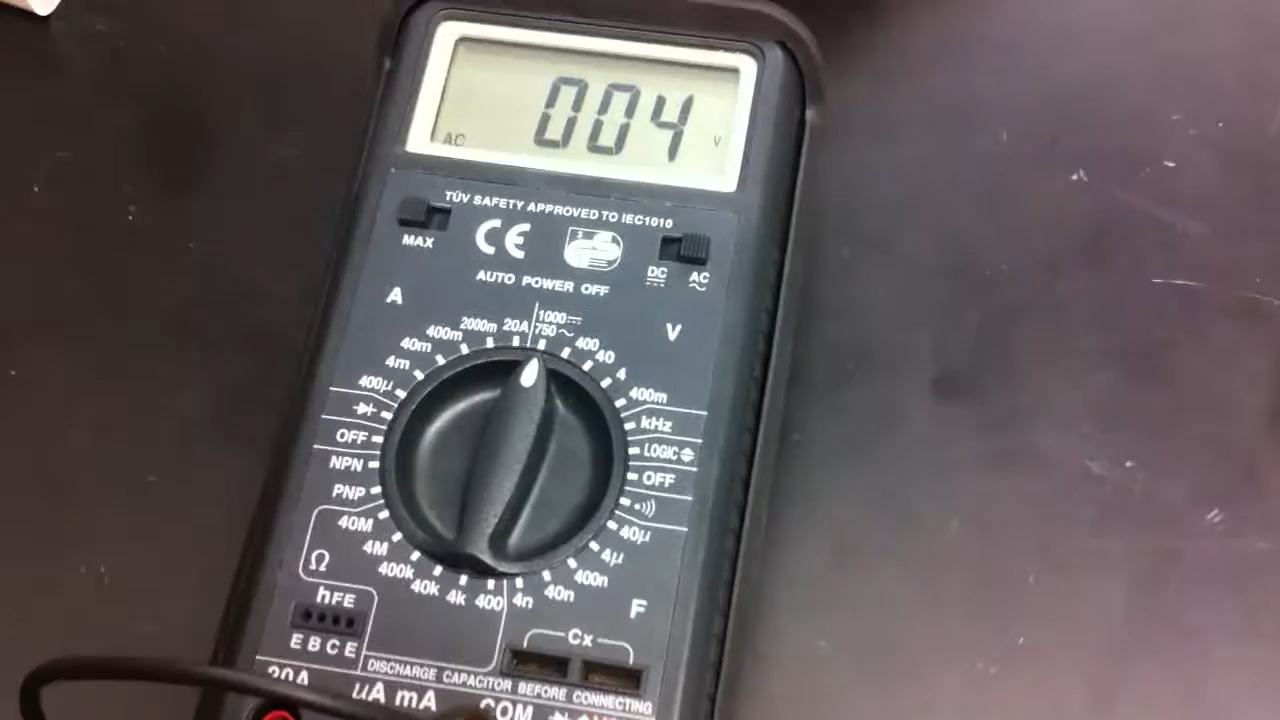 004
AC
V
TÜV SAFETY APPROVED TO IEC1010
MAX
CE
DC
AC
AUTO POWER OFF
A
V
400µ
4m
40m
400m
2000m
20A
1000
750
400
40
4
400m
kHz
LOGIC
OFF
40µ
4µ
400n
40n
4n
F
OFF
NPN
PNP
40M
4M
400k
40k
4k
400
Ω
hFE
E B C E
Cx
DISCHARGE CAPACITOR BEFORE CONNECTING
20A
µA mA
COM